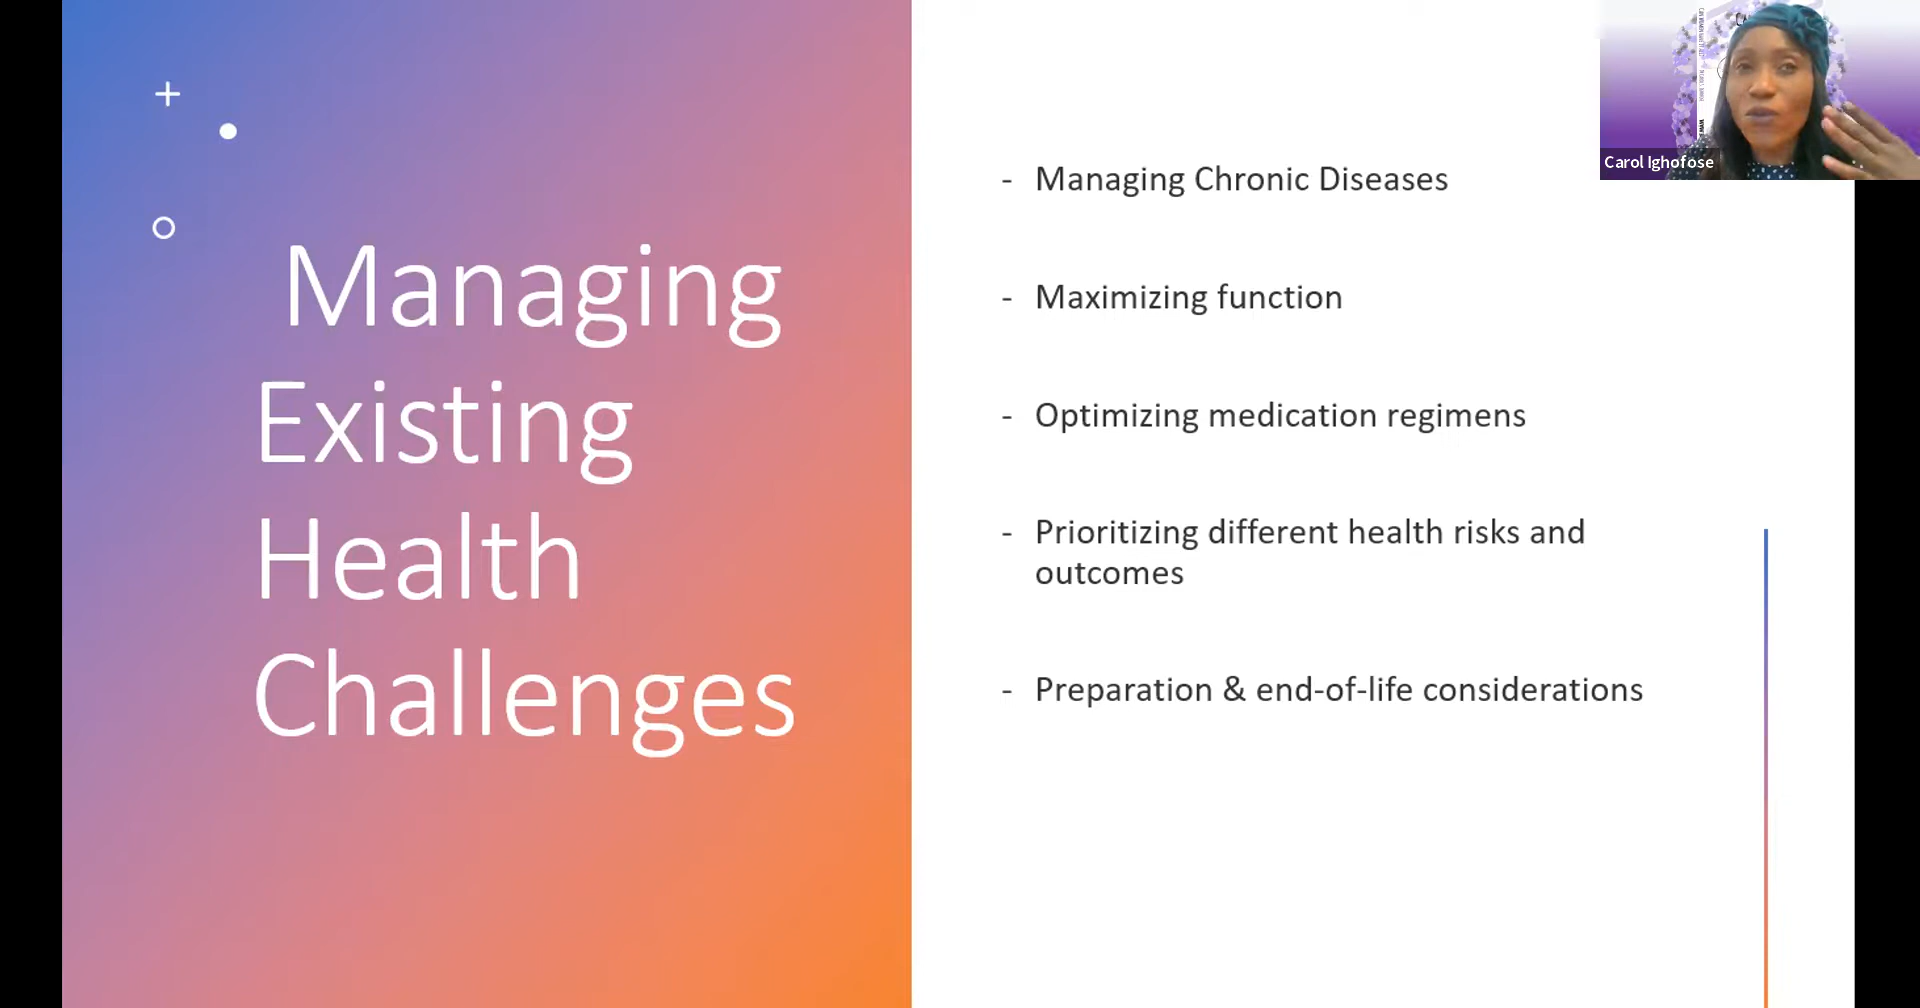 Managing
Existing
Health
Challenges
- Managing Chronic Diseases
- Maximizing function
- Optimizing medication regimens
- Prioritizing different health risks and
outcomes
- Preparation & end-of-life considerations
Carol Ighofose